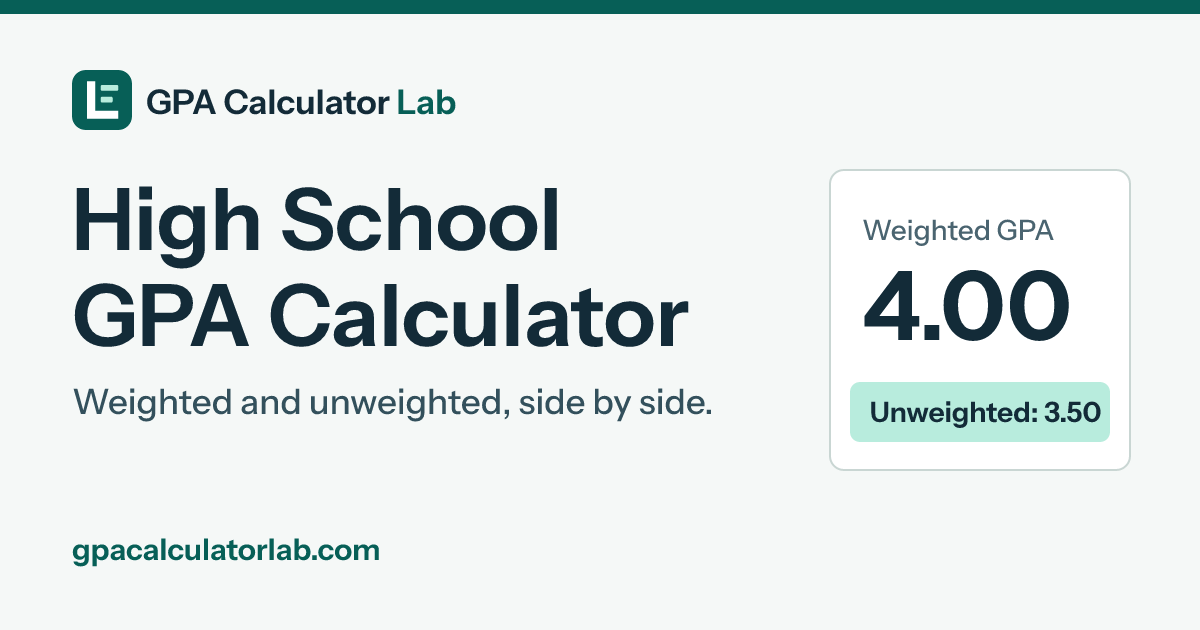 GPA Calculator Lab
High School
GPA Calculator
Weighted and unweighted, side by side.
Weighted GPA
4.00
Unweighted: 3.50
gpacalculatorlab.com